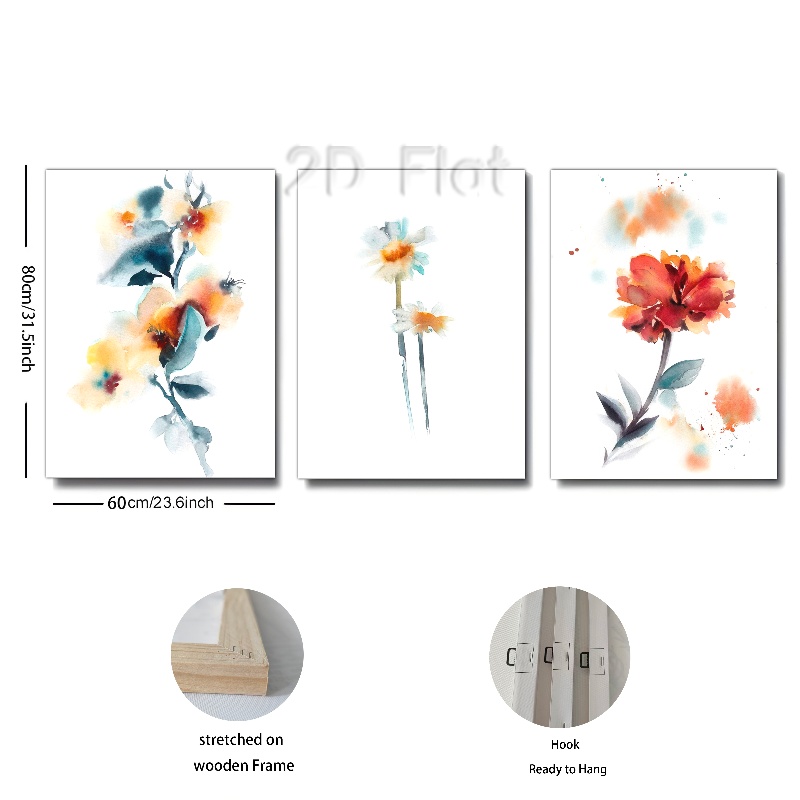 2D Flat
80cm/31.5inch
60cm/23.6inch
stretched on
wooden Frame
Hook
Ready to Hang